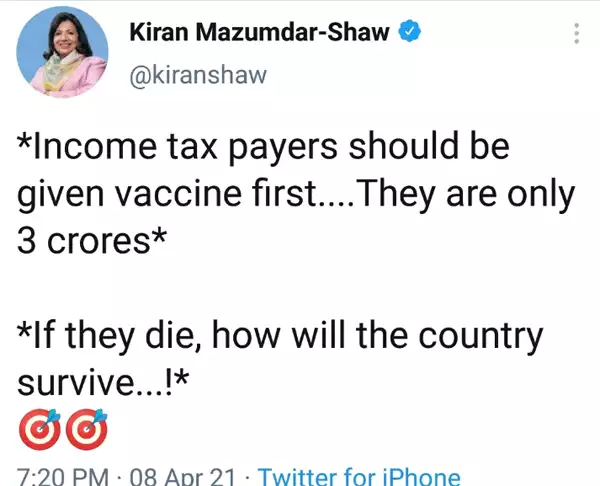 Kiran Mazumdar-Shaw
@kiranshaw
*Income tax payers should be
given vaccine first....They are only
3 crores*
*If they die, how will the country
survive...!*
🎯🎯
7:20 PM · 08 Apr 21 · Twitter for iPhone